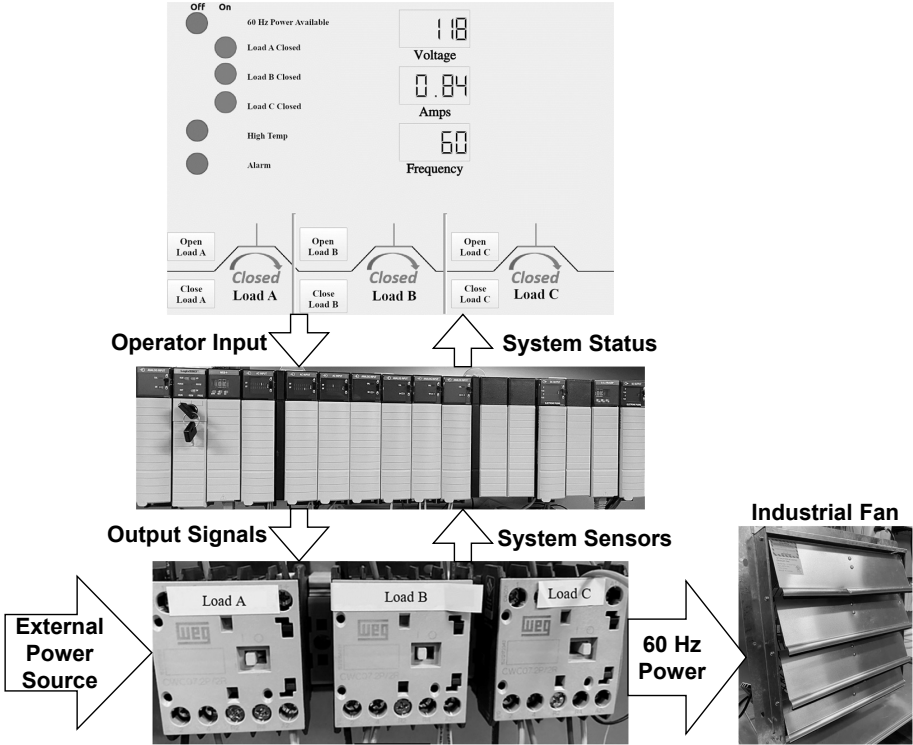 Off On
60 Hz Power Available
Load A Closed
Load B Closed
Load C Closed
High Temp
Alarm
118
Voltage
0.84
Amps
60
Frequency
Open
Load A
Close
Load A
Closed
Load A
Open
Load B
Close
Load B
Closed
Load B
Open
Load C
Close
Load C
Closed
Load C
Operator Input
System Status
Output Signals
System Sensors
Industrial Fan
External
Power
Source
Load A
weg
Load B
weg
Load C
weg
60 Hz
Power